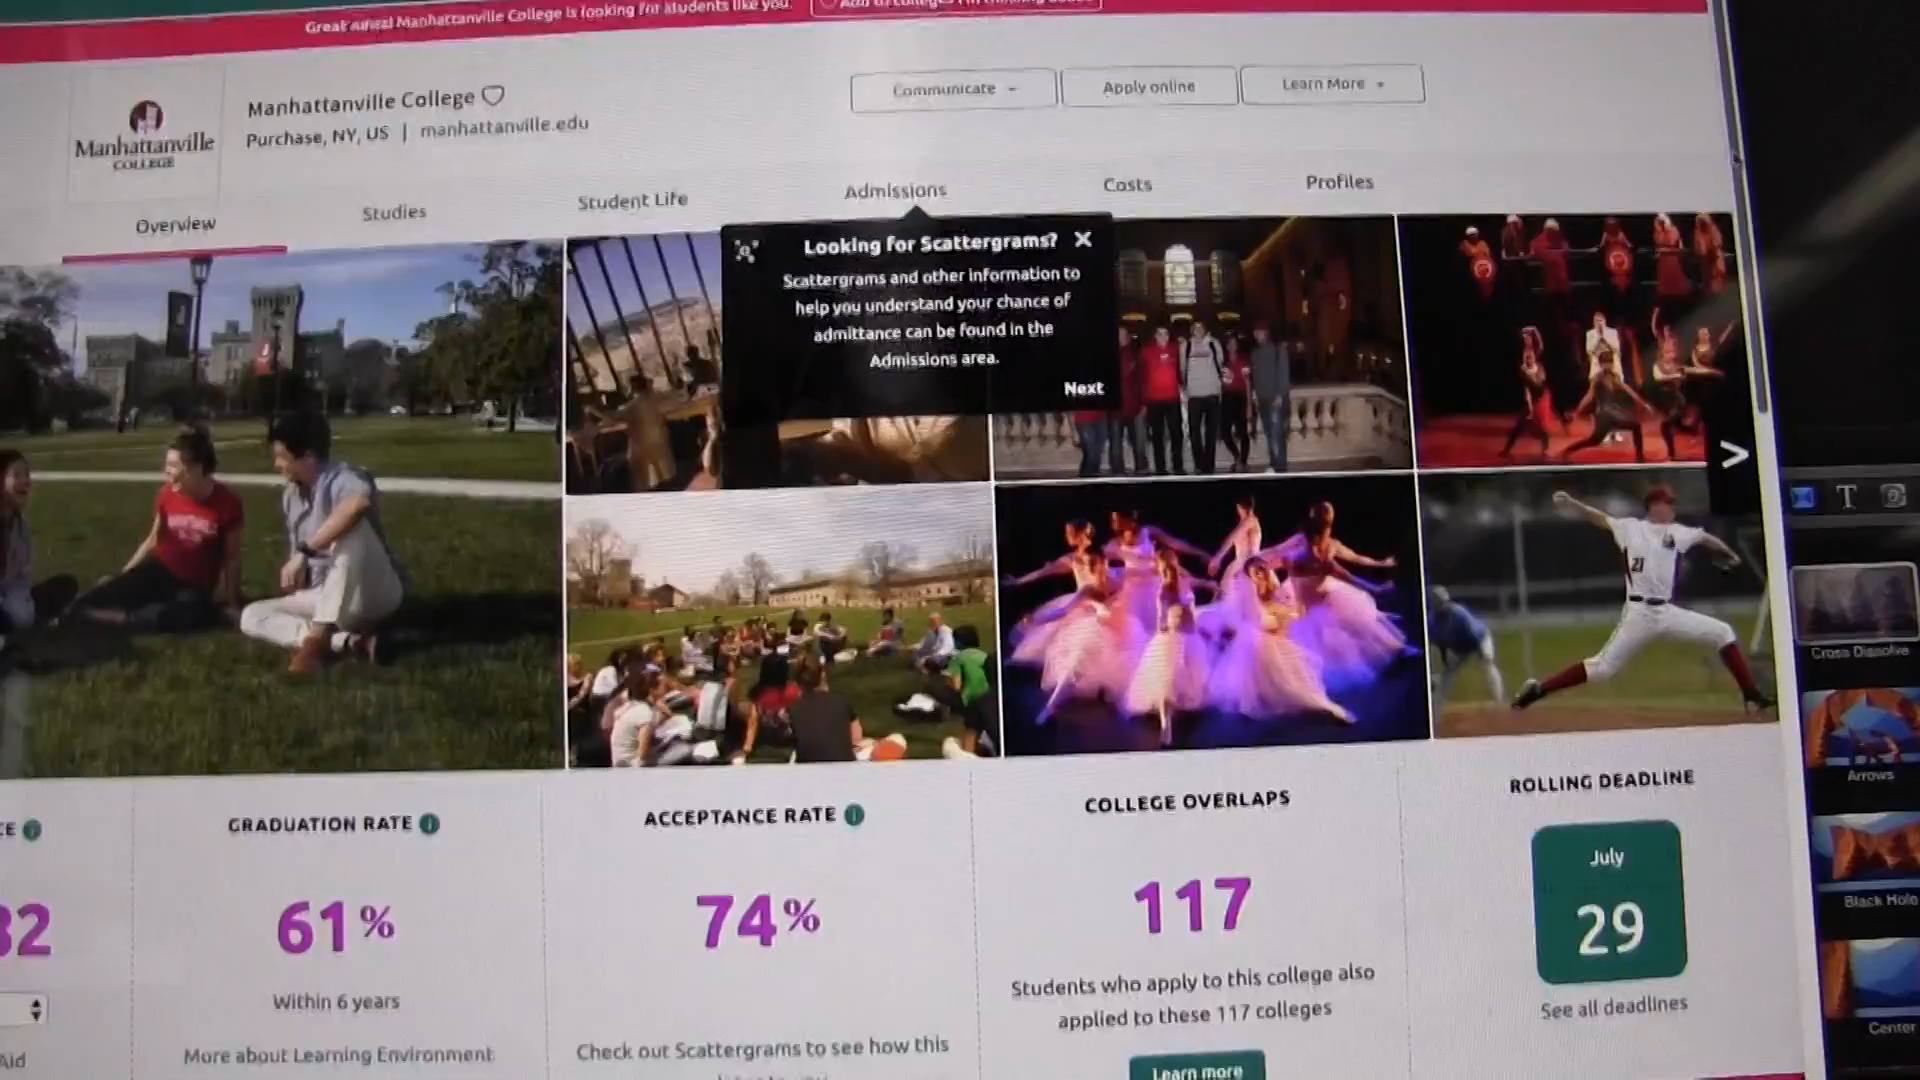 Great news! Manhattanville College is looking for students like you.
Manhattanville College
Purchase, NY, US | manhattanville.edu
Manhattanville
COLLEGE
Communicate
Apply online
Learn More
Overview
Studies
Student Life
Admissions
Costs
Profiles
Looking for Scattergrams? X
Scattergrams and other information to
help you understand your chance of
admittance can be found in the
Admissions area.
Next
>
21
T
Cross Dissolve
Arrows
Black Hole
Center
GRADUATION RATE i
61%
Within 6 years
More about Learning Environment
ACCEPTANCE RATE i
74%
Check out Scattergrams to see how this
COLLEGE OVERLAPS
117
Students who apply to this college also
applied to these 117 colleges
Learn more
ROLLING DEADLINE
July
29
See all deadlines
32
Aid